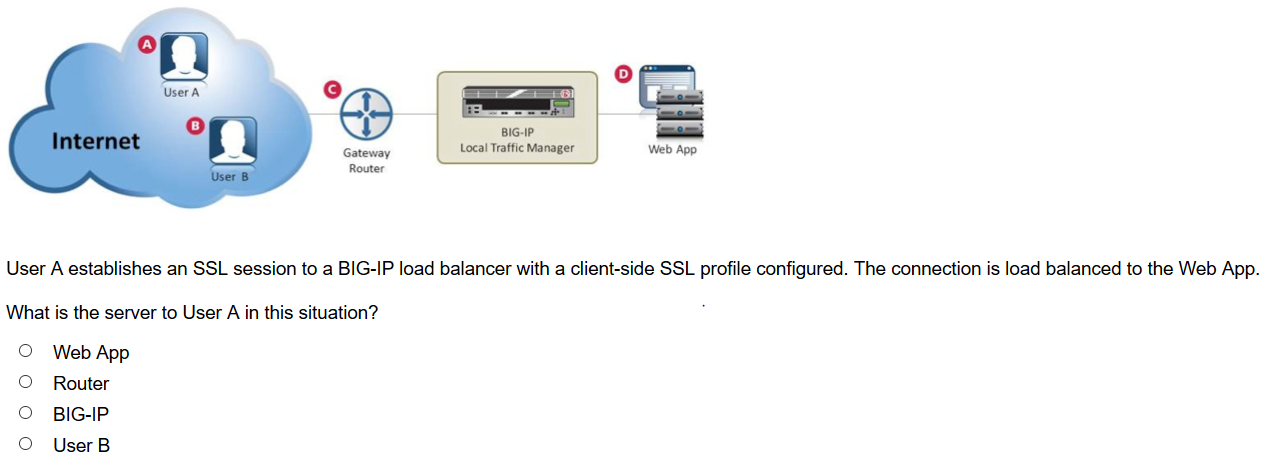 A
User A
Internet
B
User B
C
Gateway
Router
BIG-IP
Local Traffic Manager
D
Web App
User A establishes an SSL session to a BIG-IP load balancer with a client-side SSL profile configured. The connection is load balanced to the Web App.
What is the server to User A in this situation?
Web App
Router
BIG-IP
User B